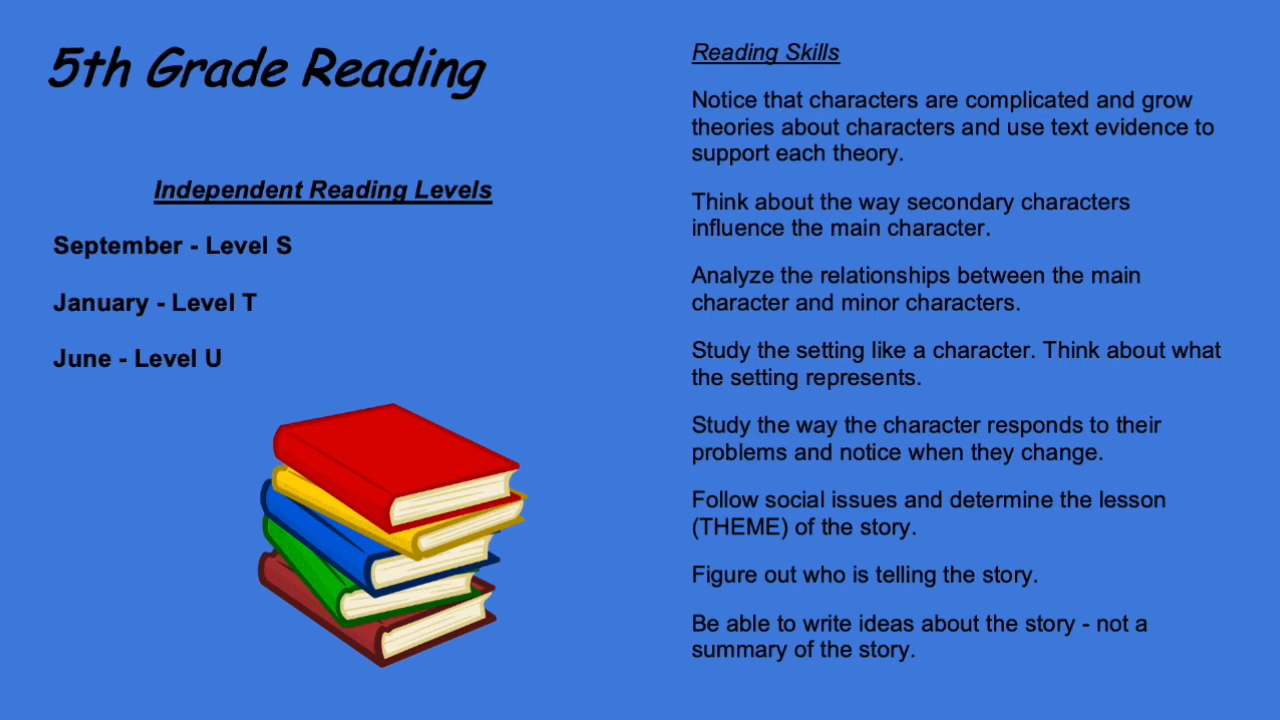 5th Grade Reading
Independent Reading Levels
September - Level S
January - Level T
June - Level U
Reading Skills
Notice that characters are complicated and grow
theories about characters and use text evidence to
support each theory.
Think about the way secondary characters
influence the main character.
Analyze the relationships between the main
character and minor characters.
Study the setting like a character. Think about what
the setting represents.
Study the way the character responds to their
problems and notice when they change.
Follow social issues and determine the lesson
(THEME) of the story.
Figure out who is telling the story.
Be able to write ideas about the story - not a
summary of the story.